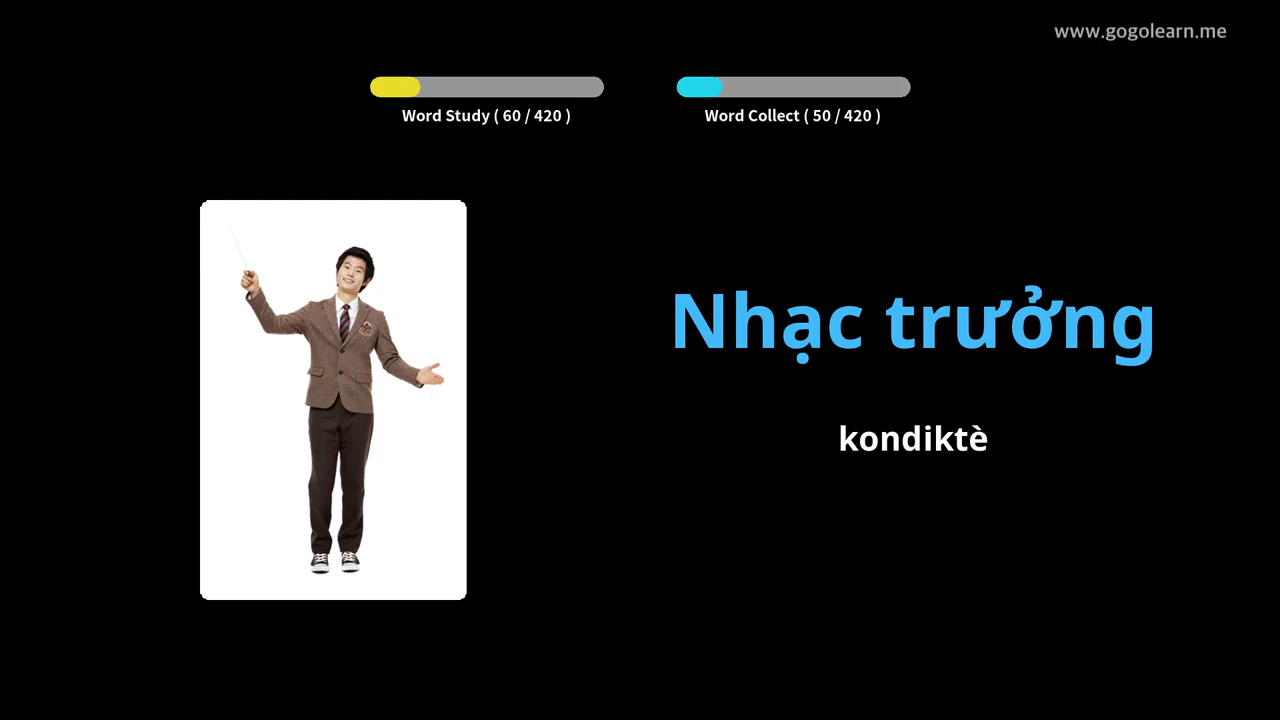 www.gogolearn.me
Word Study ( 60 / 420 )
Word Collect ( 50 / 420 )
Nhạc trưởng
kondiktè